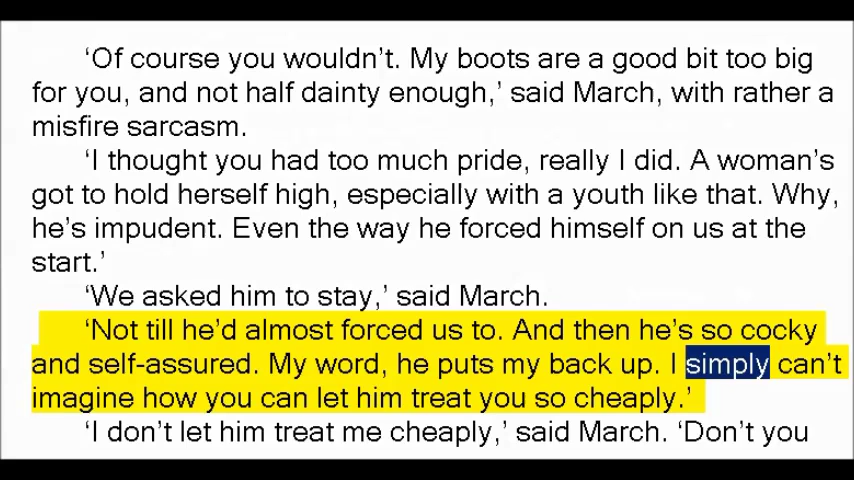 ‘Of course you wouldn’t. My boots are a good bit too big
for you, and not half dainty enough,’ said March, with rather a
misfire sarcasm.
‘I thought you had too much pride, really I did. A woman’s
got to hold herself high, especially with a youth like that. Why,
he’s impudent. Even the way he forced himself on us at the
start.’
‘We asked him to stay,’ said March.
‘Not till he’d almost forced us to. And then he’s so cocky
and self-assured. My word, he puts my back up. I simply can’t
imagine how you can let him treat you so cheaply.’
‘I don’t let him treat me cheaply,’ said March. ‘Don’t you